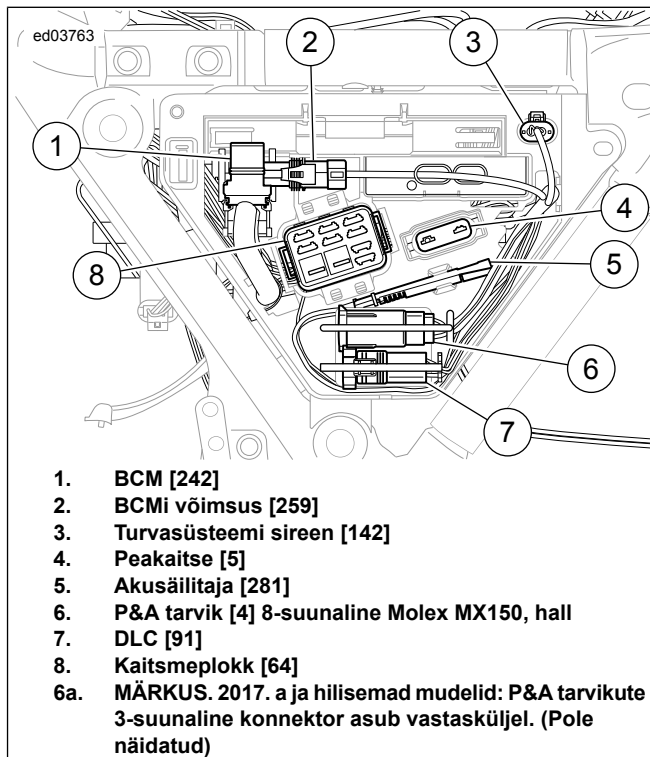 ed03763
2
3
1
4
5
8
6
7
1. BCM [242]
2. BCMi võimsus [259]
3. Turvasüsteemi sireen [142]
4. Peakaitse [5]
5. Akusäilitaja [281]
6. P&A tarvik [4] 8-suunaline Molex MX150, hall
7. DLC [91]
8. Kaitsmeplokk [64]
6a. MÄRKUS. 2017. a ja hilisemad mudelid: P&A tarvikute
3-suunaline konnektor asub vastasküljel. (Pole
näidatud)